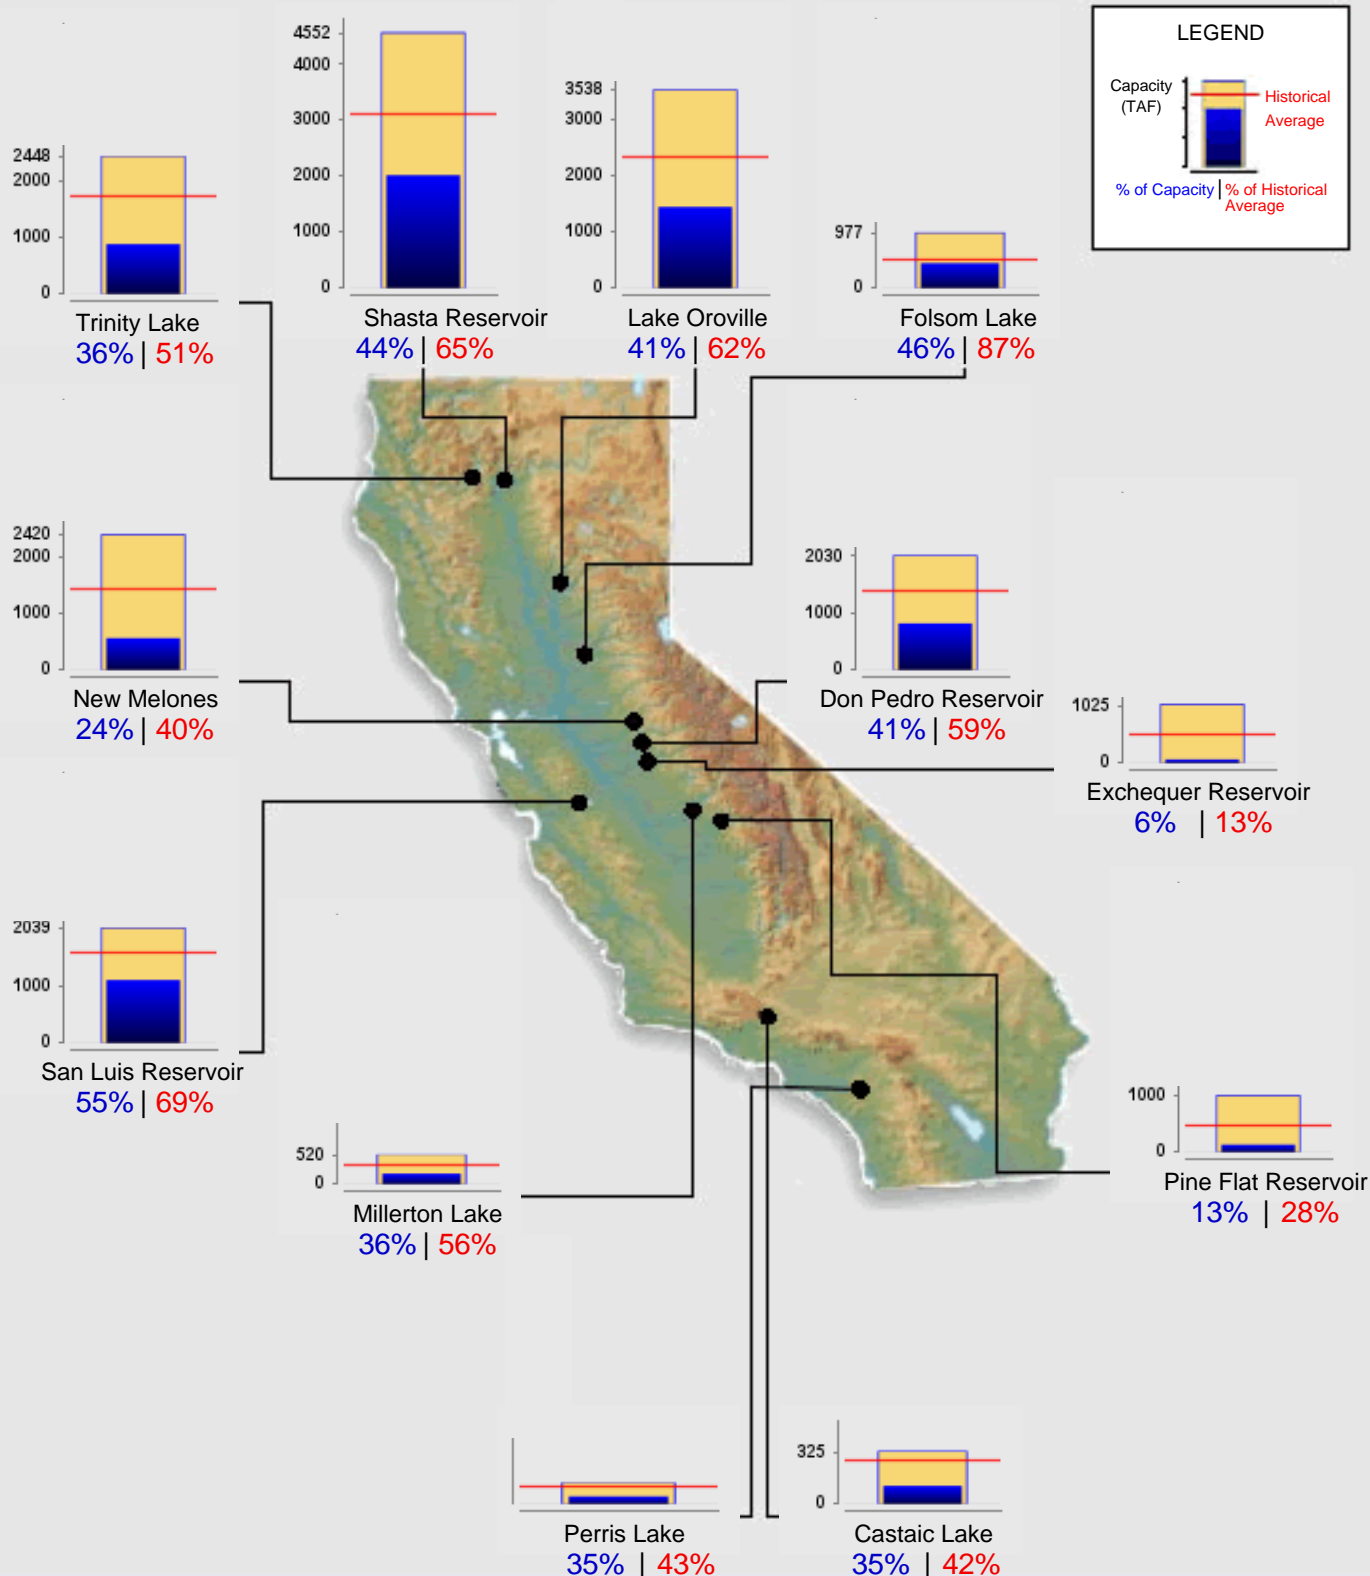 LEGEND
Capacity
(TAF)
Historical
Average
% of Capacity | % of Historical
Average
4552
4000
3000
2000
1000
0
Shasta Reservoir
44% | 65%
3538
3000
2000
1000
0
Lake Oroville
41% | 62%
977
0
Folsom Lake
46% | 87%
2448
2000
1000
0
Trinity Lake
36% | 51%
2420
2000
1000
0
New Melones
24% | 40%
2030
1000
0
Don Pedro Reservoir
41% | 59%
1025
0
Exchequer Reservoir
6% | 13%
2039
1000
0
San Luis Reservoir
55% | 69%
520
0
Millerton Lake
36% | 56%
1000
0
Pine Flat Reservoir
13% | 28%
Perris Lake
35% | 43%
325
0
Castaic Lake
35% | 42%